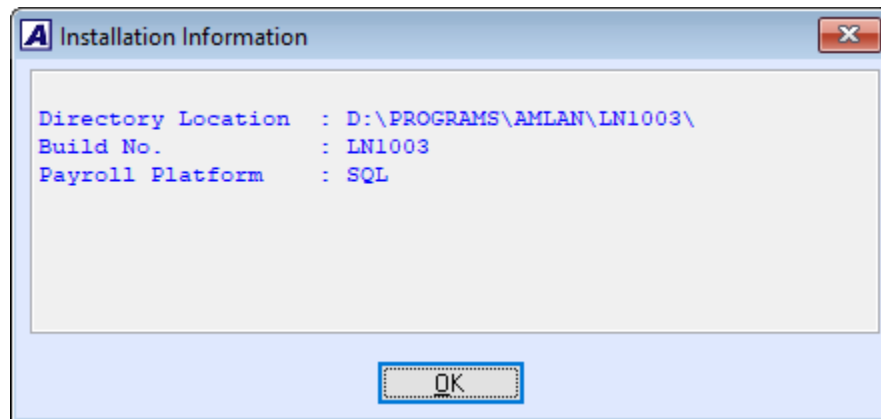 A Installation Information
Directory Location : D:\PROGRAMS\AMLAN\LN1003\
Build No. : LN1003
Payroll Platform : SQL
OK